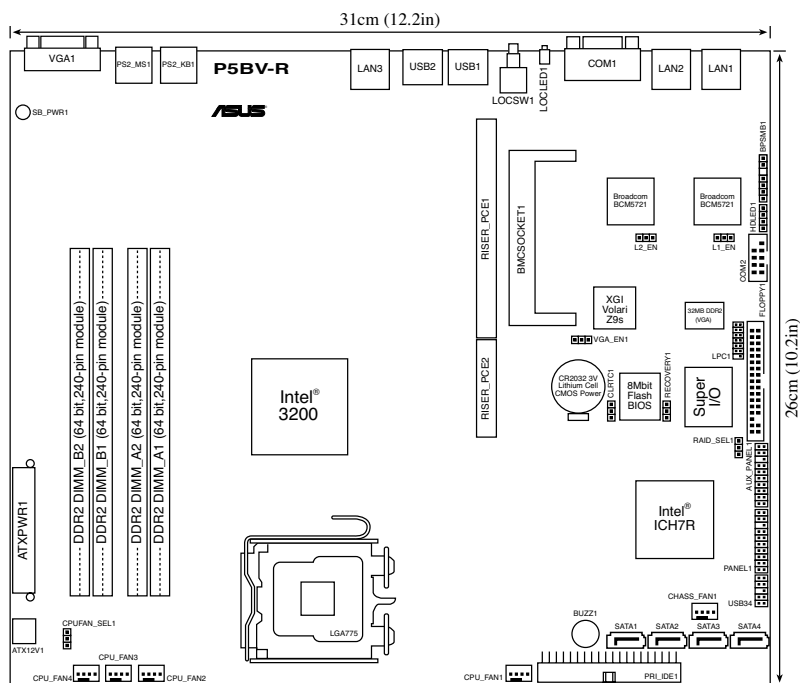 31cm (12.2in)
VGA1
PS2_MS1
PS2_KB1
P5BV-R
LAN3
USB2
USB1
LOCSW1
LOCLED1
COM1
LAN2
LAN1
SB_PWR1
ASUS
RISER_PCE1
BMCSOCKET1
Broadcom
BCM5721
Broadcom
BCM5721
BPSMB1
HDLED1
L2_EN
L1_EN
COM2
FLOPPY1
XGI
Volari
Z9s
32MB DDR2
(VGA)
VGA_EN1
LPC1
26cm (10.2in)
DDR2 DIMM_B2 (64 bit,240-pin module)
DDR2 DIMM_B1 (64 bit,240-pin module)
DDR2 DIMM_A2 (64 bit,240-pin module)
DDR2 DIMM_A1 (64 bit,240-pin module)
Intel®
3200
RISER_PCE2
CR2032 3V
Lithium Cell
CMOS Power
CLRTC1
8Mbit
Flash
BIOS
RECOVERY1
Super
I/O
RAID_SEL1
AUX_PANEL1
ATXPWR1
Intel®
ICH7R
PANEL1
CHASS_FAN1
USB34
BUZZ1
SATA1
SATA2
SATA3
SATA4
LGA775
ATX12V1
CPUFAN_SEL1
CPU_FAN3
CPU_FAN4
CPU_FAN2
CPU_FAN1
PRI_IDE1